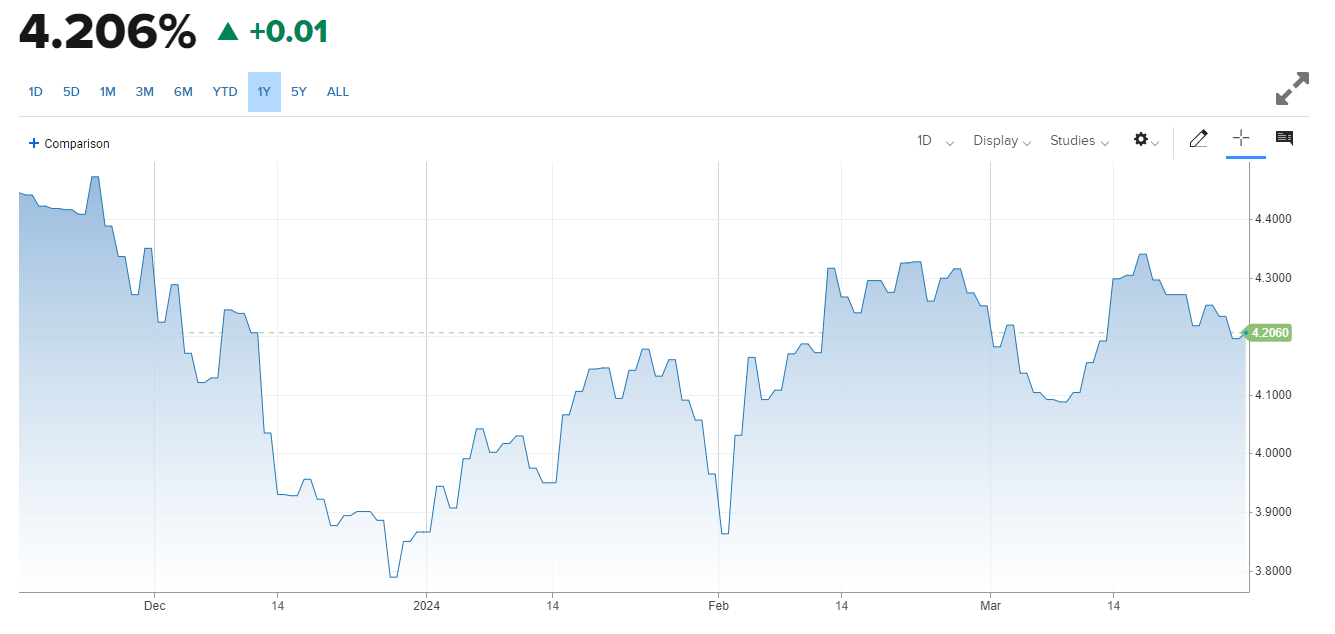 4.206% ▲ +0.01
1D 5D 1M 3M 6M YTD 1Y 5Y ALL
+ Comparison 1D Display Studies
4.4000
4.3000
4.2060
4.1000
4.0000
3.9000
3.8000
Dec 14 2024 14 Feb 14 Mar 14